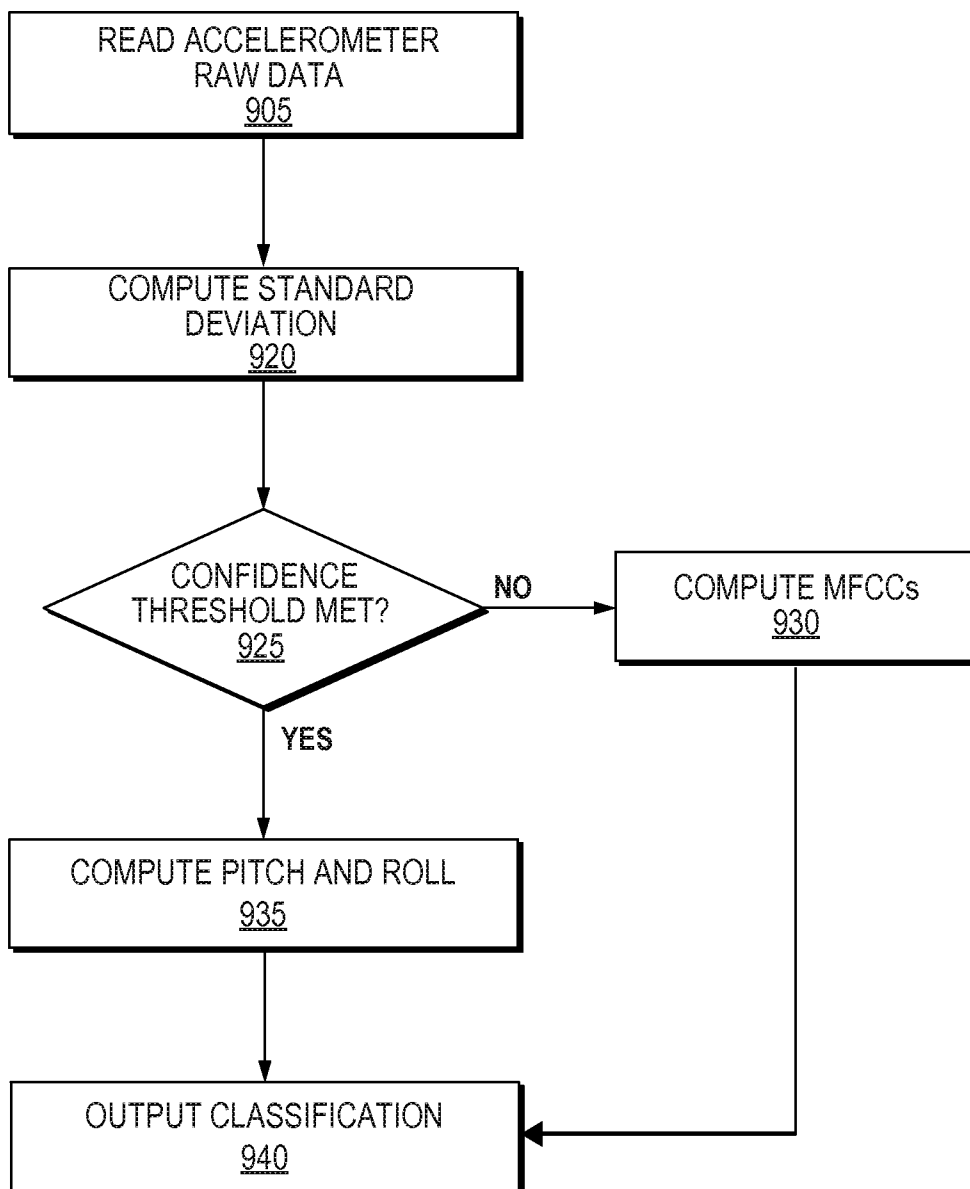 READ ACCELEROMETER
RAW DATA
905
COMPUTE STANDARD
DEVIATION
920
CONFIDENCE
THRESHOLD MET?
925
NO
COMPUTE MFCCs
930
YES
COMPUTE PITCH AND ROLL
935
OUTPUT CLASSIFICATION
940